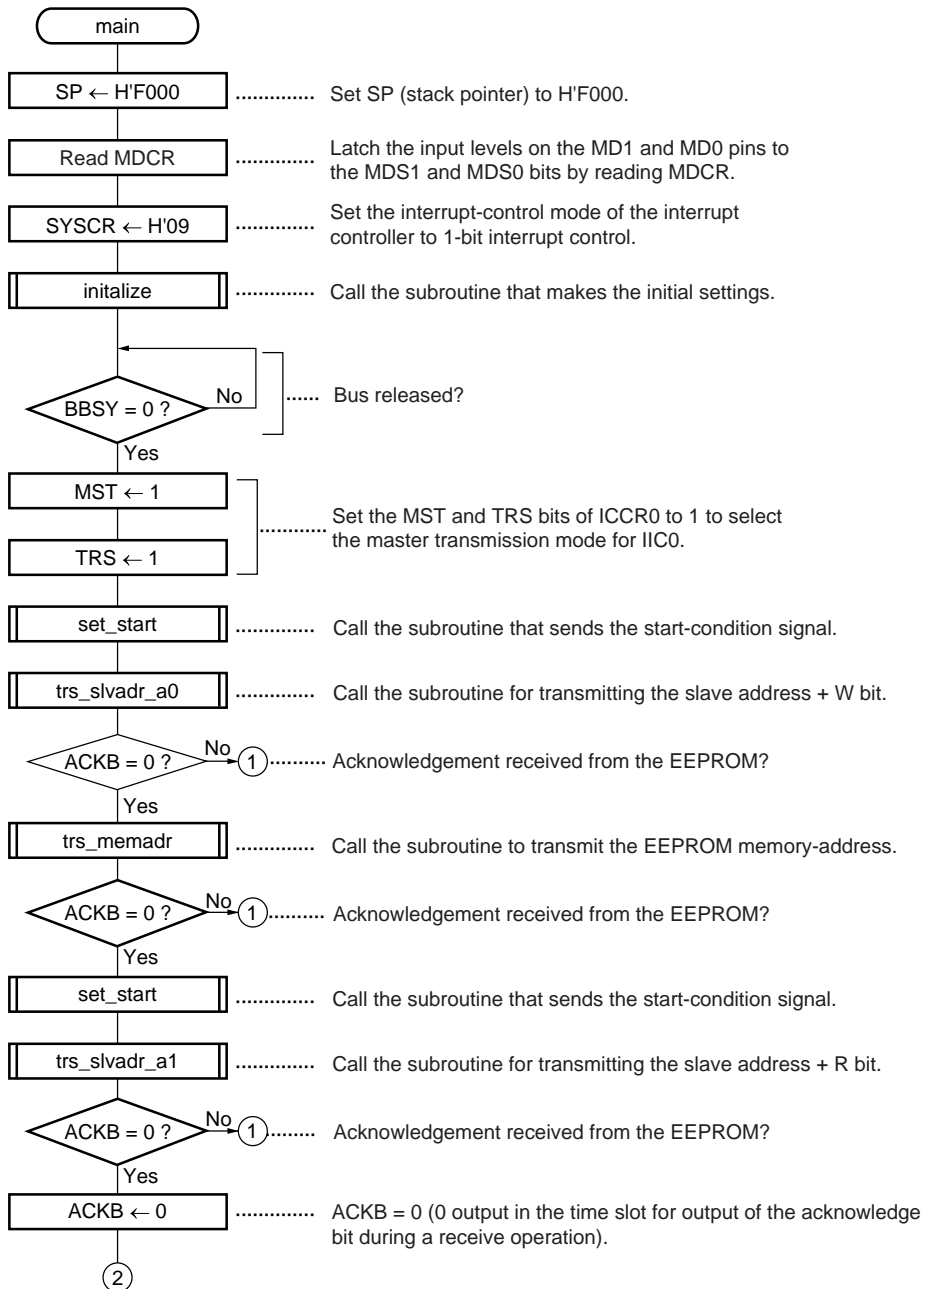 main
SP ← H'F000 .............. Set SP (stack pointer) to H'F000.
Read MDCR .............. Latch the input levels on the MD1 and MD0 pins to
the MDS1 and MDS0 bits by reading MDCR.
SYSCR ← H'09 .............. Set the interrupt-control mode of the interrupt
controller to 1-bit interrupt control.
initalize .............. Call the subroutine that makes the initial settings.
BBSY = 0 ? No ...... Bus released?
Yes
MST ← 1
............ Set the MST and TRS bits of ICCR0 to 1 to select
the master transmission mode for IIC0.
TRS ← 1
set_start .............. Call the subroutine that sends the start-condition signal.
trs_slvadr_a0 .............. Call the subroutine for transmitting the slave address + W bit.
ACKB = 0 ? No 1 .......... Acknowledgement received from the EEPROM?
Yes
trs_memadr .............. Call the subroutine to transmit the EEPROM memory-address.
ACKB = 0 ? No 1 .......... Acknowledgement received from the EEPROM?
Yes
set_start .............. Call the subroutine that sends the start-condition signal.
trs_slvadr_a1 .............. Call the subroutine for transmitting the slave address + R bit.
ACKB = 0 ? No 1 ......... Acknowledgement received from the EEPROM?
Yes
ACKB ← 0 .............. ACKB = 0 (0 output in the time slot for output of the acknowledge
bit during a receive operation).
2